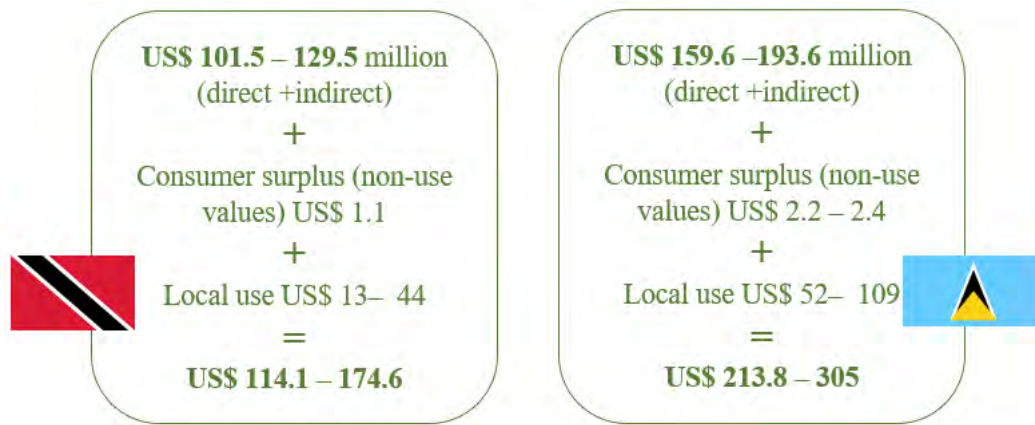 US$ 101.5 – 129.5 million
(direct +indirect)
+
Consumer surplus (non-use
values) US$ 1.1
+
Local use US$ 13– 44
=
US$ 114.1 – 174.6
US$ 159.6 –193.6 million
(direct +indirect)
+
Consumer surplus (non-use
values) US$ 2.2 – 2.4
+
Local use US$ 52– 109
=
US$ 213.8 – 305